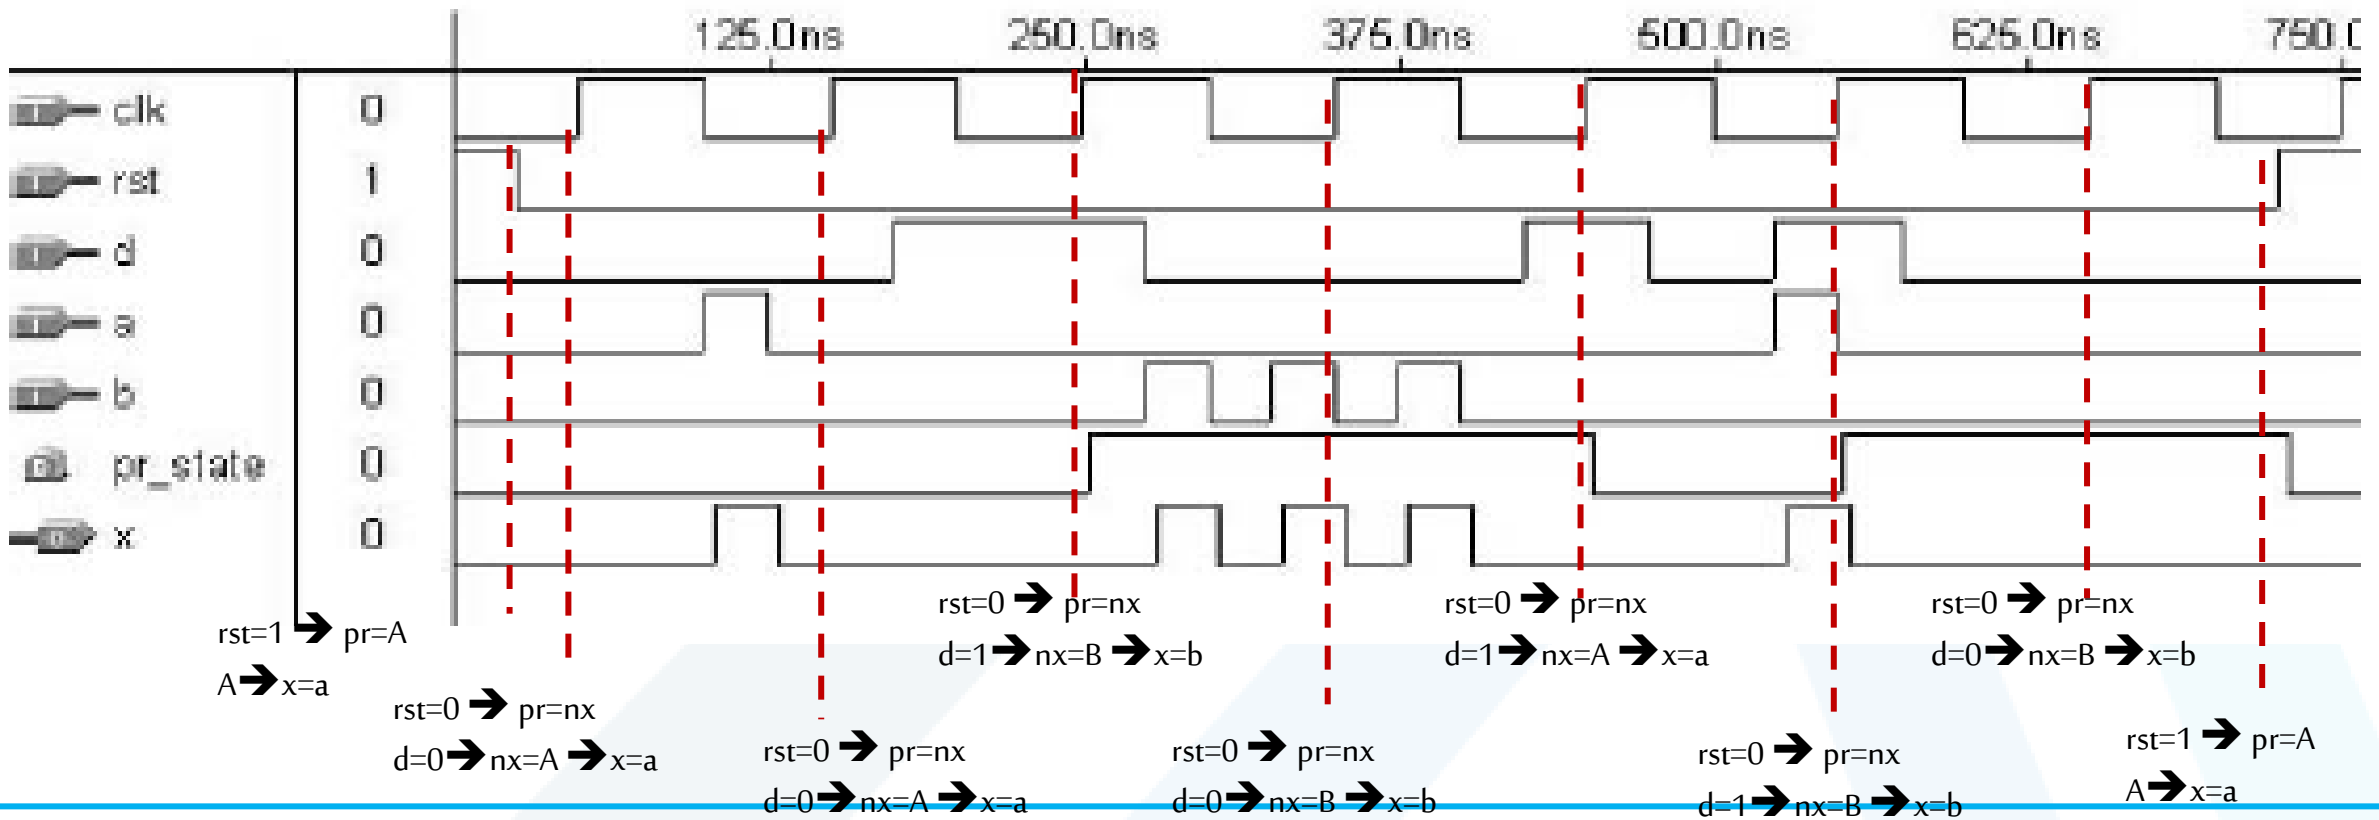 125.0ns 250.0ns 375.0ns 500.0ns 625.0ns 750.0
clk 0
rst 1
d 0
a 0
b 0
pr_state 0
x 0
rst=1 → pr=A
A→x=a
rst=0 → pr=nx
d=0→nx=A →x=a
rst=0 → pr=nx
d=0→nx=A →x=a
rst=0 → pr=nx
d=1→nx=B →x=b
rst=0 → pr=nx
d=0→nx=B →x=b
rst=0 → pr=nx
d=1→nx=A →x=a
rst=0 → pr=nx
d=1→nx=B →x=b
rst=0 → pr=nx
d=0→nx=B →x=b
rst=1 → pr=A
A→x=a